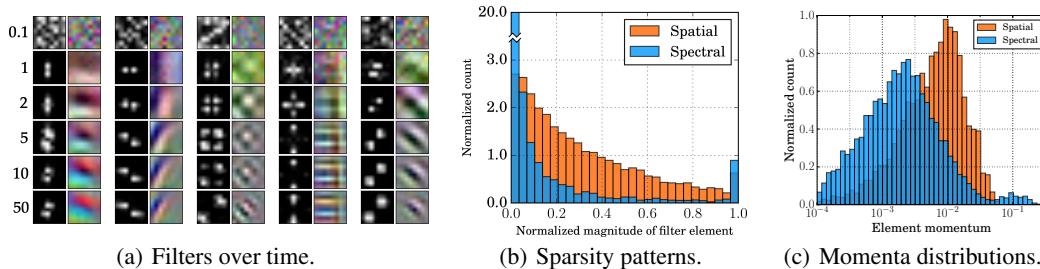 0.1
1
2
5
10
50
(a) Filters over time.
20.0
3.0
2.0
1.0
0.0
Normalized count
Spatial
Spectral
0.0 0.2 0.4 0.6 0.8 1.0
Normalized magnitude of filter element
(b) Sparsity patterns.
1.0
0.8
0.6
0.4
0.2
0.0
Normalized count
Spatial
Spectral
10⁻⁴ 10⁻³ 10⁻² 10⁻¹
Element momentum
(c) Momenta distributions.